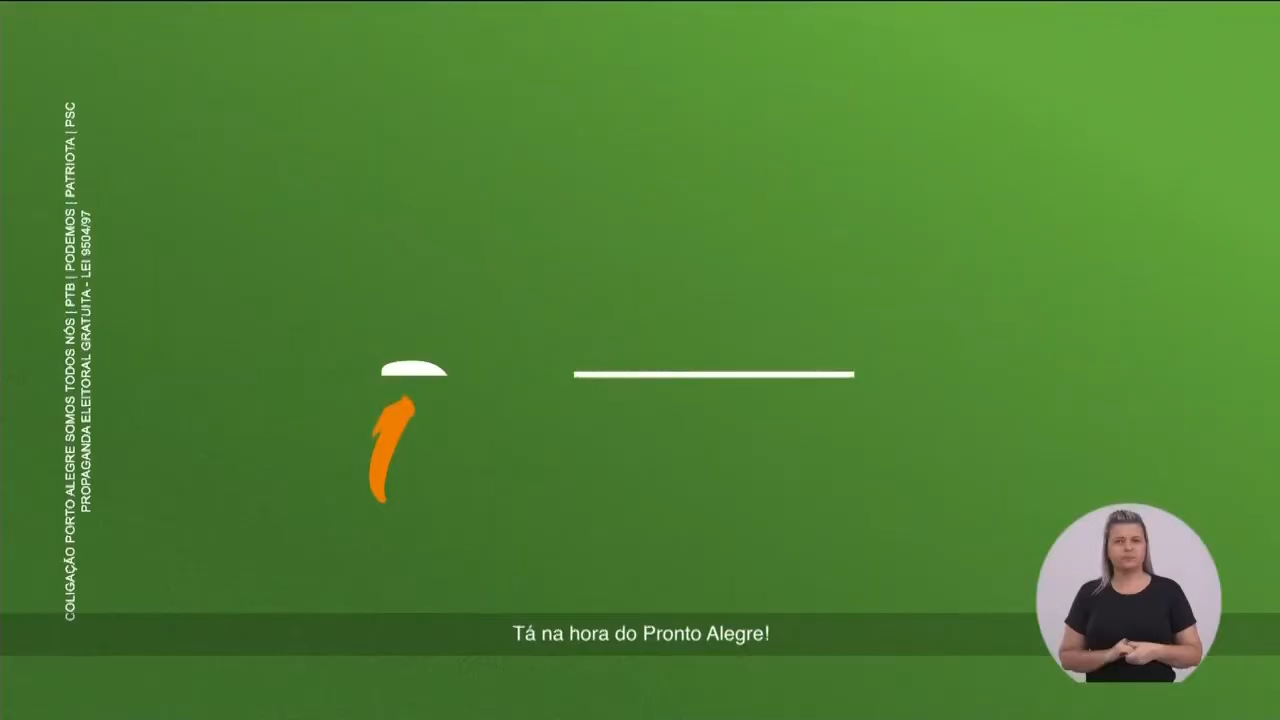 COLIGAÇÃO PORTO ALEGRE SOMOS TODOS NÓS | PTB | PODEMOS | PATRIOTA | PSC
PROPAGANDA ELEITORAL GRATUITA - LEI 9504/97
Tá na hora do Pronto Alegre!